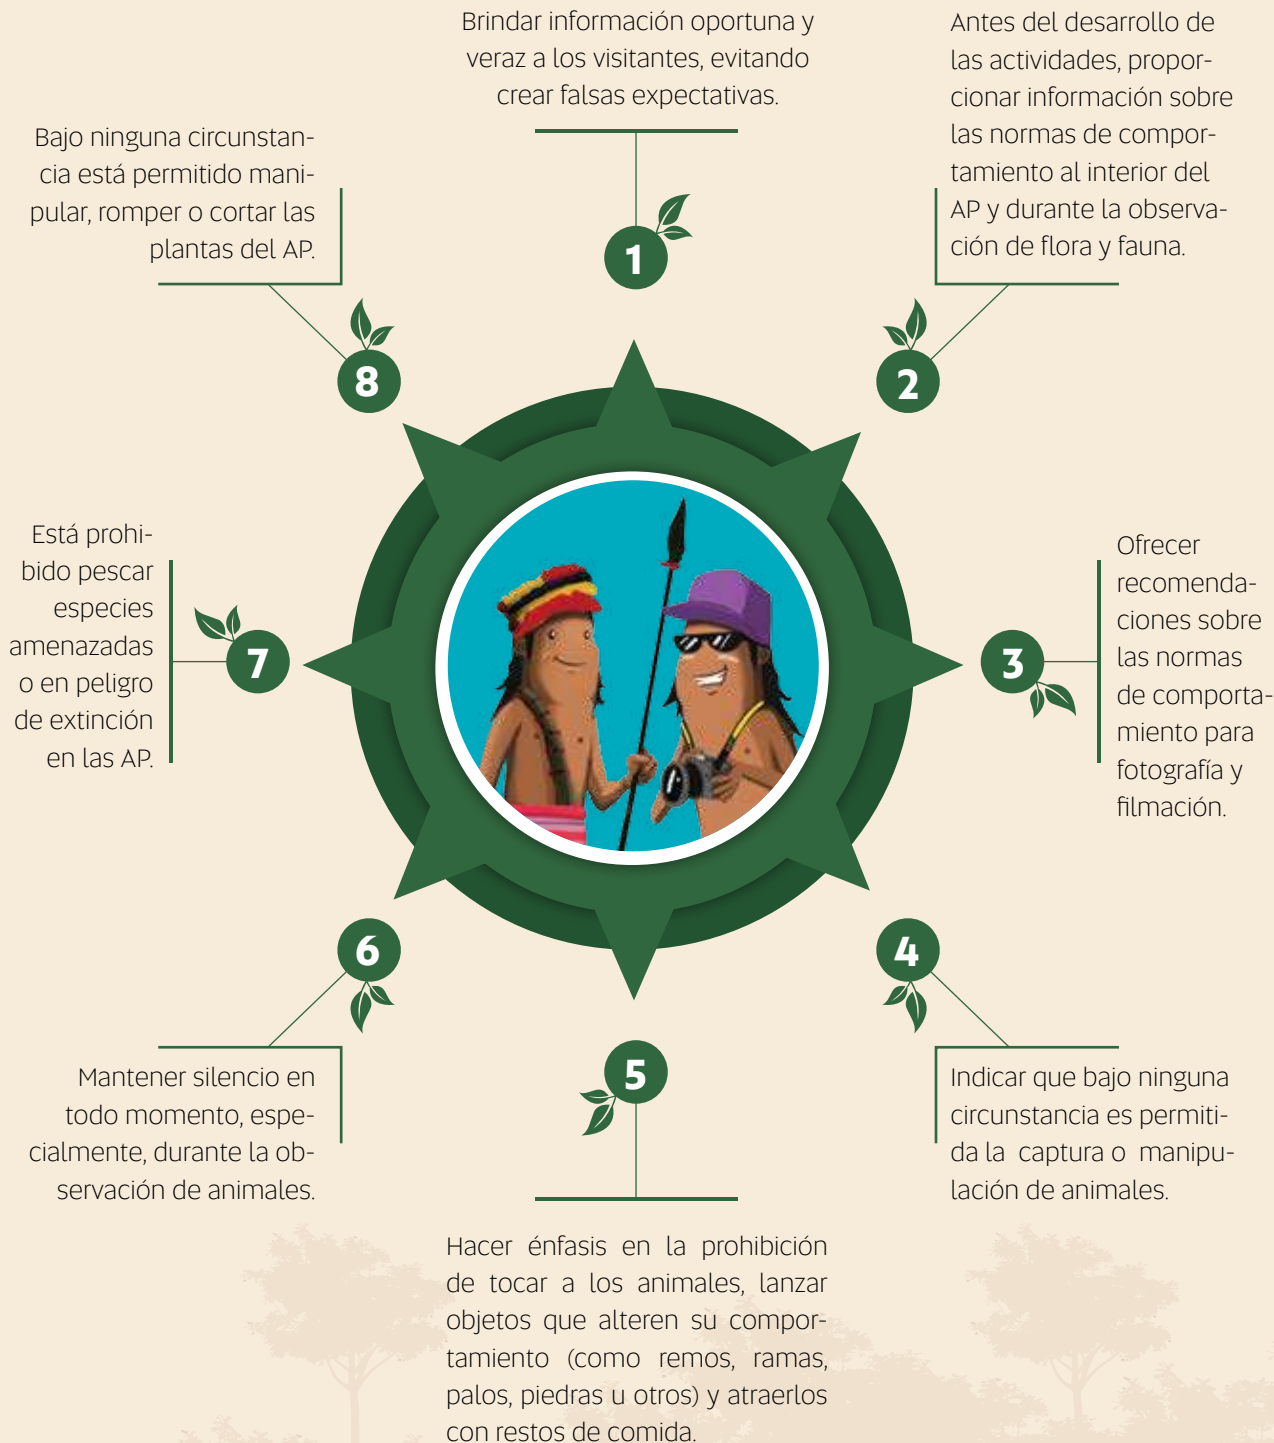 Brindar información oportuna y
veraz a los visitantes, evitando
crear falsas expectativas.
1
Antes del desarrollo de
las actividades, propor-
cionar información sobre
las normas de compor-
tamiento al interior del
AP y durante la observa-
ción de flora y fauna.
2
Ofrecer
recomenda-
ciones sobre
las normas
de comporta-
miento para
fotografía y
filmación.
3
4
Indicar que bajo ninguna
circunstancia es permiti-
da la captura o manipu-
lación de animales.
5
Hacer énfasis en la prohibición
de tocar a los animales, lanzar
objetos que alteren su compor-
tamiento (como remos, ramas,
palos, piedras u otros) y atraerlos
con restos de comida.
6
Mantener silencio en
todo momento, espe-
cialmente, durante la ob-
servación de animales.
Está prohi-
bido pescar
especies
amenazadas
o en peligro
de extinción
en las AP.
7
Bajo ninguna circunstan-
cia está permitido mani-
pular, romper o cortar las
plantas del AP.
8